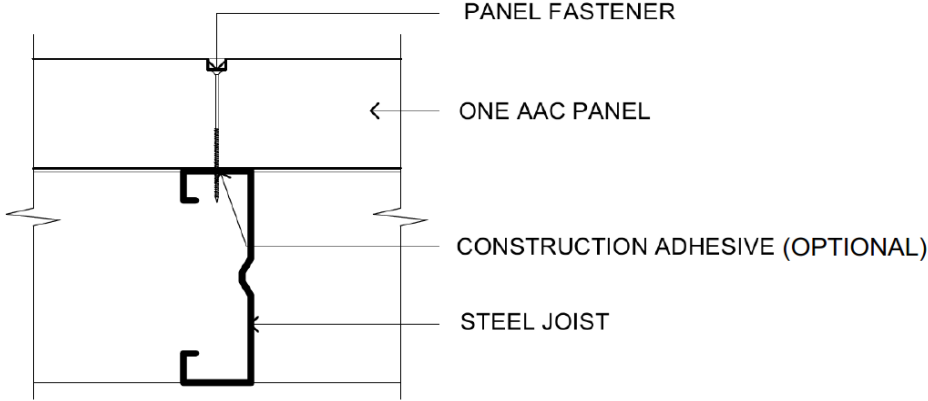 PANEL FASTENER
ONE AAC PANEL
CONSTRUCTION ADHESIVE (OPTIONAL)
STEEL JOIST